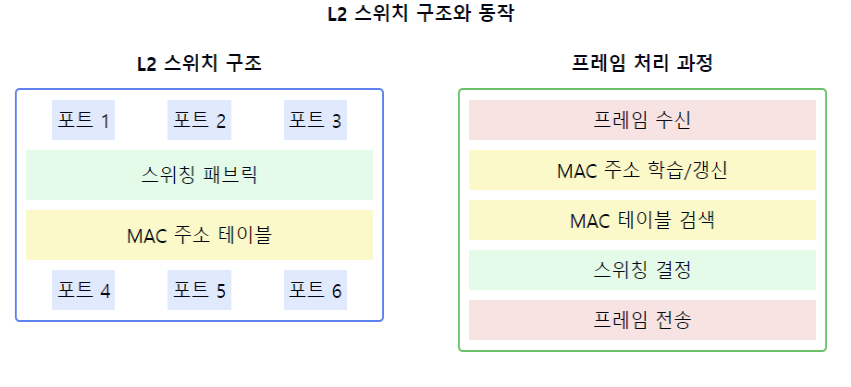 L2 스위치 구조와 동작
L2 스위치 구조
포트 1 포트 2 포트 3
스위칭 패브릭
MAC 주소 테이블
포트 4 포트 5 포트 6
프레임 처리 과정
프레임 수신
MAC 주소 학습/갱신
MAC 테이블 검색
스위칭 결정
프레임 전송